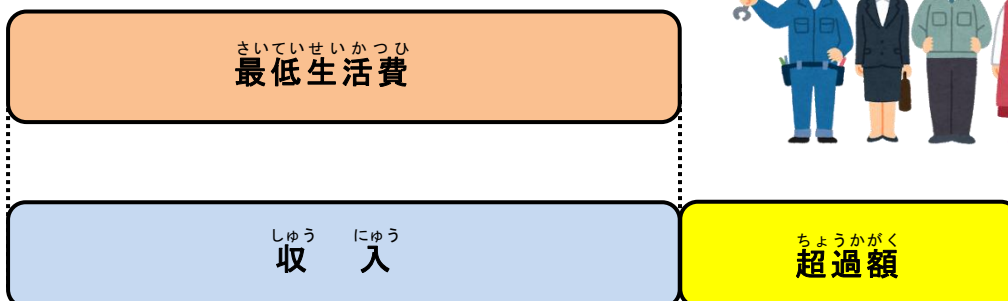 さいていせいかつひ
最低生活費
しゅう にゅう
収 入
ちょうかがく
超過額